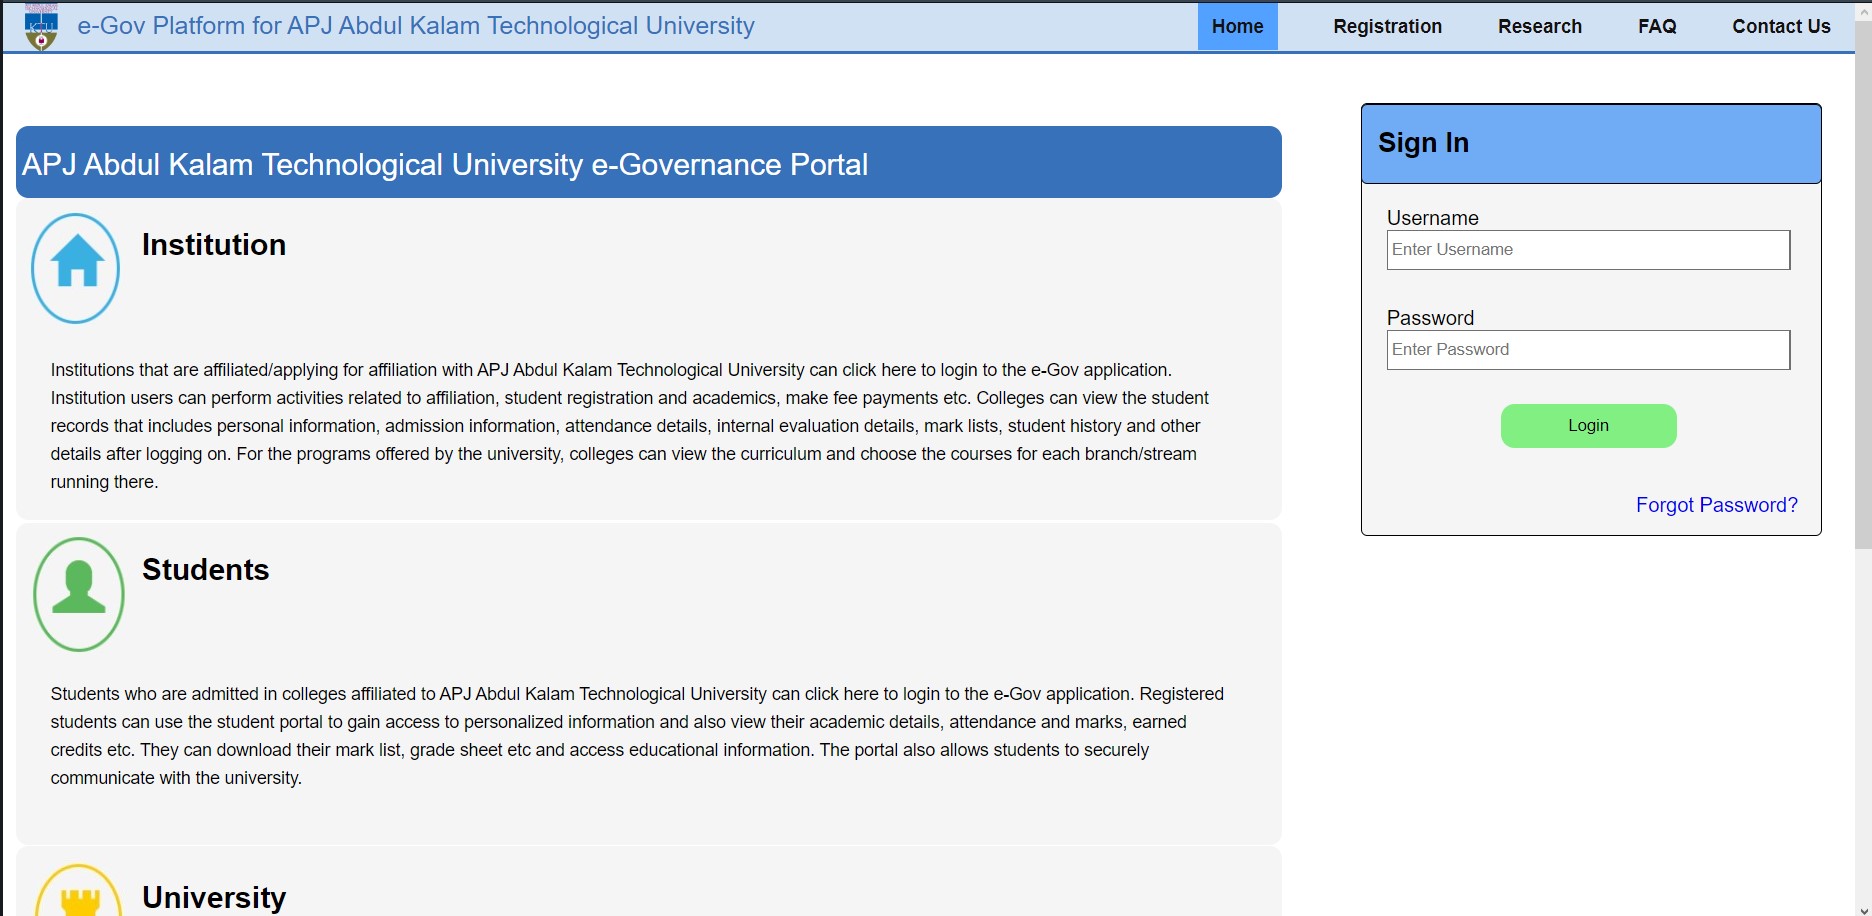 e-Gov Platform for APJ Abdul Kalam Technological University
Home
Registration
Research
FAQ
Contact Us
APJ Abdul Kalam Technological University e-Governance Portal
Institution
Institutions that are affiliated/applying for affiliation with APJ Abdul Kalam Technological University can click here to login to the e-Gov application.
Institution users can perform activities related to affiliation, student registration and academics, make fee payments etc. Colleges can view the student
records that includes personal information, admission information, attendance details, internal evaluation details, mark lists, student history and other
details after logging on. For the programs offered by the university, colleges can view the curriculum and choose the courses for each branch/stream
running there.
Students
Students who are admitted in colleges affiliated to APJ Abdul Kalam Technological University can click here to login to the e-Gov application. Registered
students can use the student portal to gain access to personalized information and also view their academic details, attendance and marks, earned
credits etc. They can download their mark list, grade sheet etc and access educational information. The portal also allows students to securely
communicate with the university.
University
Sign In
Username
Enter Username
Password
Enter Password
Login
Forgot Password?